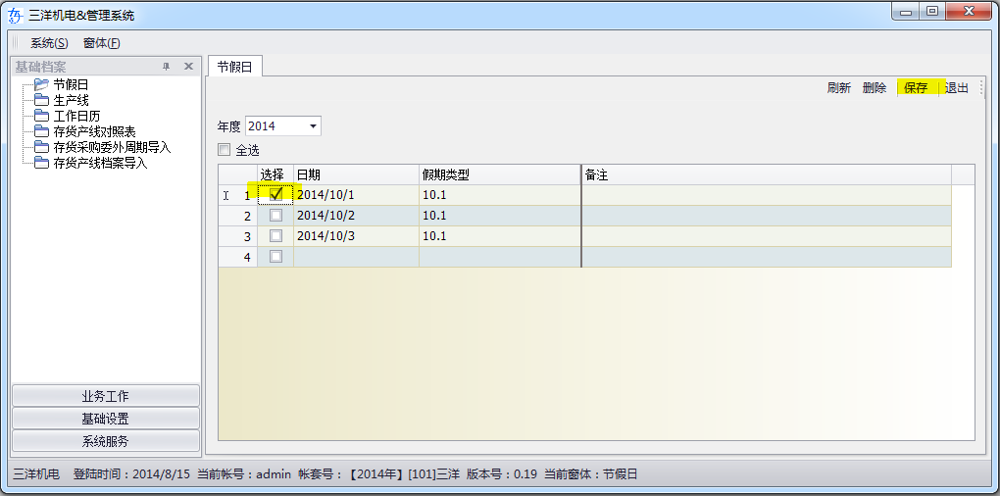 三洋机电&管理系统
系统(S) 窗体(F)
基础档案
节假日
生产线
工作日历
存货产线对照表
存货采购委外周期导入
存货产线档案导入
业务工作
基础设置
系统服务
节假日
刷新 删除 保存 退出
年度 2014
全选
选择 日期 假期类型 备注
1 2014/10/1 10.1
2 2014/10/2 10.1
3 2014/10/3 10.1
4
三洋机电 登陆时间：2014/8/15 当前帐号：admin 帐套号：【2014年】[101]三洋 版本号：0.19 当前窗体：节假日